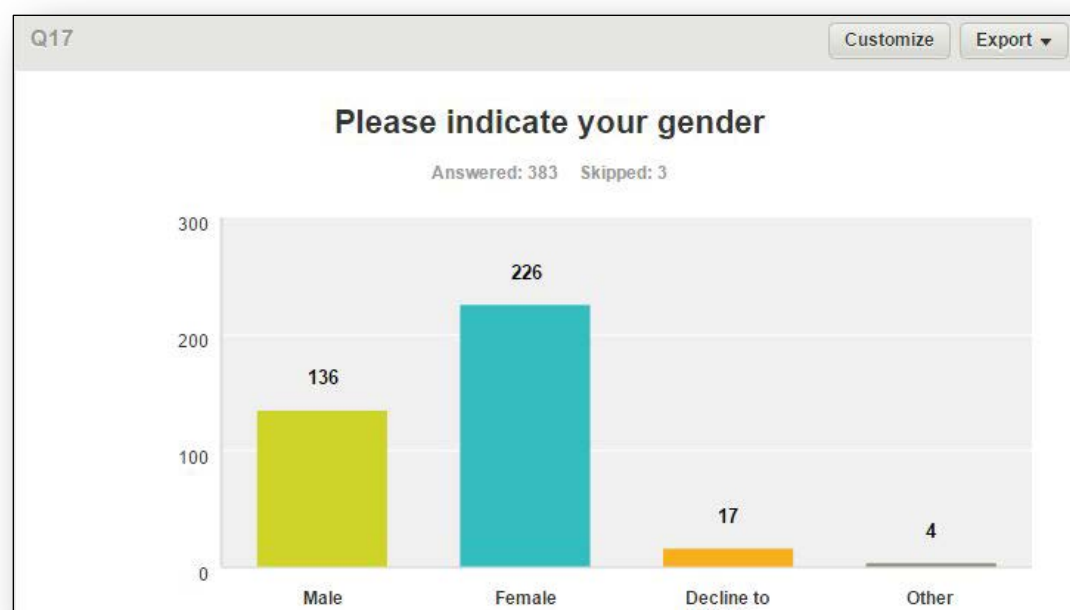 Q17 Customize Export
Please indicate your gender
Answered: 383 Skipped: 3
300
226
200
136
100
17
4
0
Male Female Decline to Other